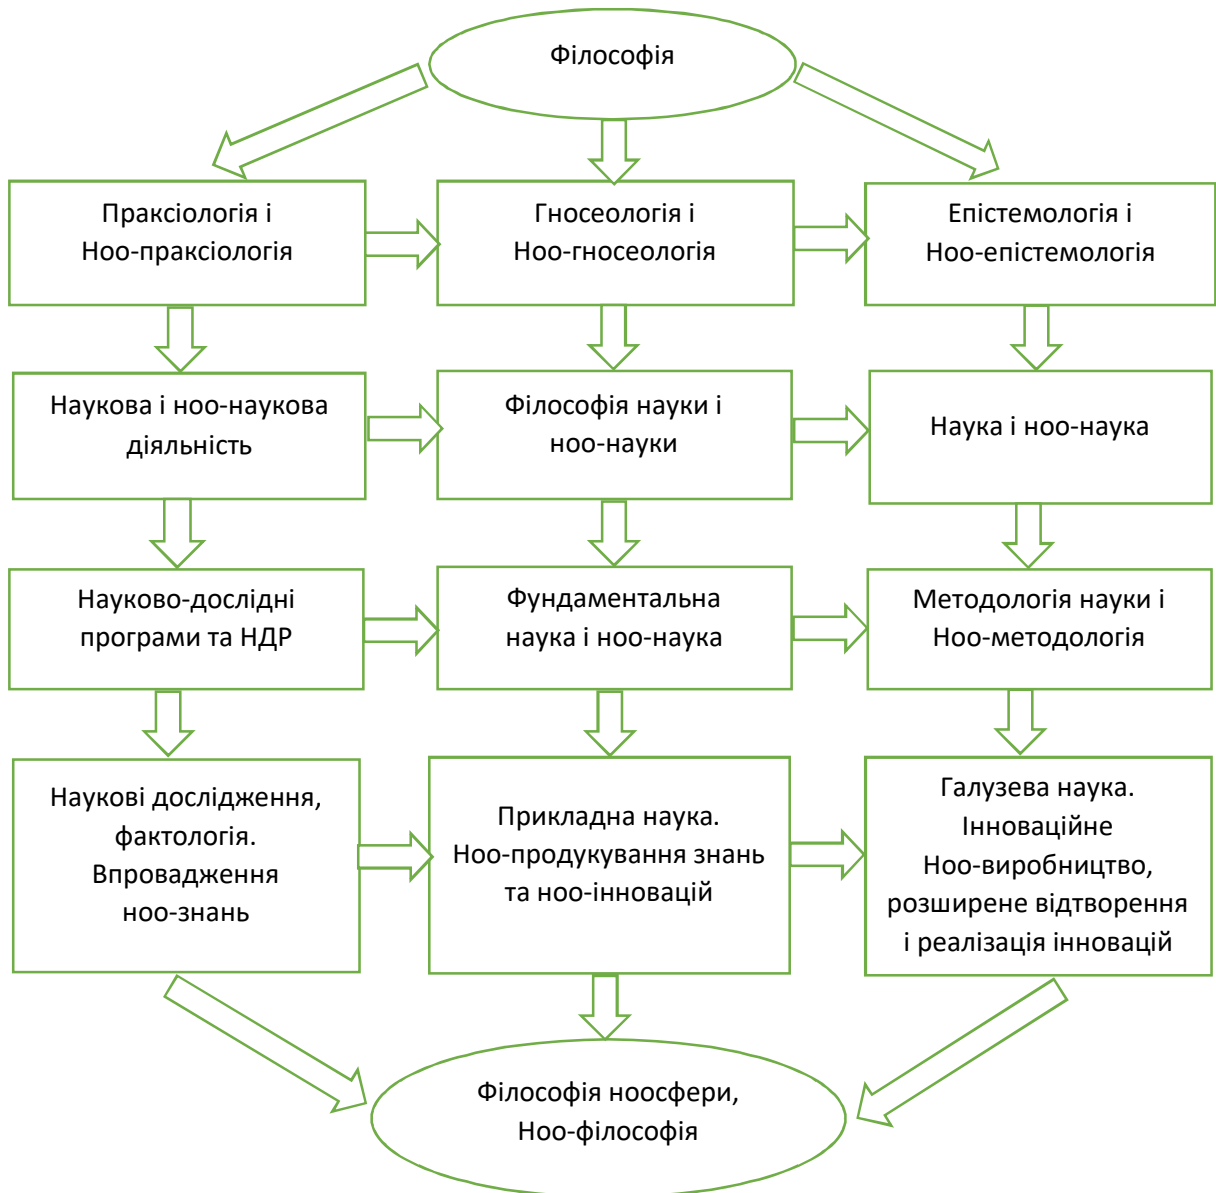 Філософія
Праксіологія і
Ноо-праксіологія
Гносеологія і
Ноо-гносеологія
Епістемологія і
Ноо-епістемологія
Наукова і ноо-наукова
діяльність
Філософія науки і
ноо-науки
Наука і ноо-наука
Науково-дослідні
програми та НДР
Фундаментальна
наука і ноо-наука
Методологія науки і
Ноо-методологія
Наукові дослідження,
фактологія.
Впровадження
ноо-знань
Прикладна наука.
Ноо-продукування знань
та ноо-інновацій
Галузева наука.
Інноваційне
Ноо-виробництво,
розширене відтворення
і реалізація інновацій
Філософія ноосфери,
Ноо-філософія